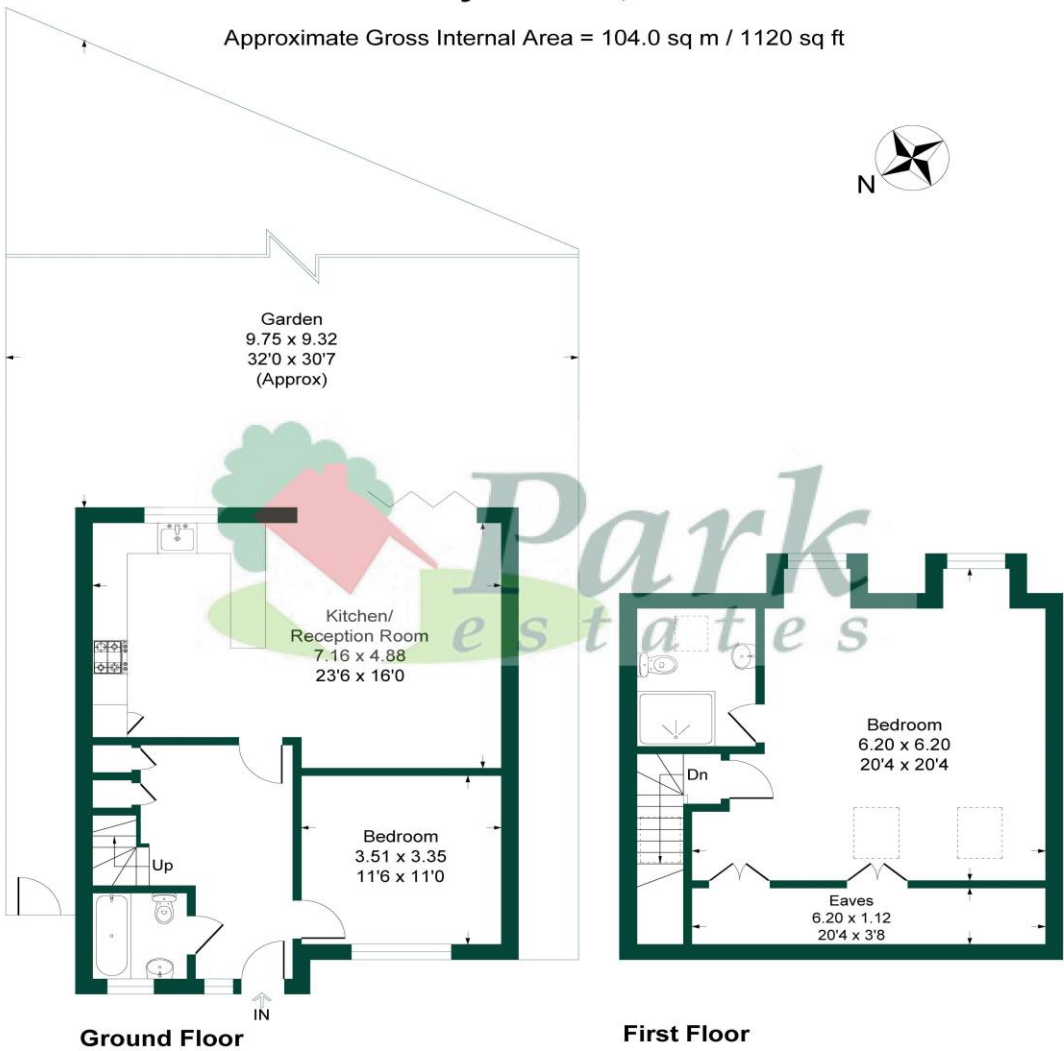 Approximate Gross Internal Area = 104.0 sq m / 1120 sq ft
N
Garden
9.75 x 9.32
32'0 x 30'7
(Approx)
Park
estates
Kitchen/
Reception Room
7.16 x 4.88
23'6 x 16'0
Bedroom
6.20 x 6.20
20'4 x 20'4
Dn
Bedroom
3.51 x 3.35
11'6 x 11'0
Up
Eaves
6.20 x 1.12
20'4 x 3'8
IN
Ground Floor
First Floor